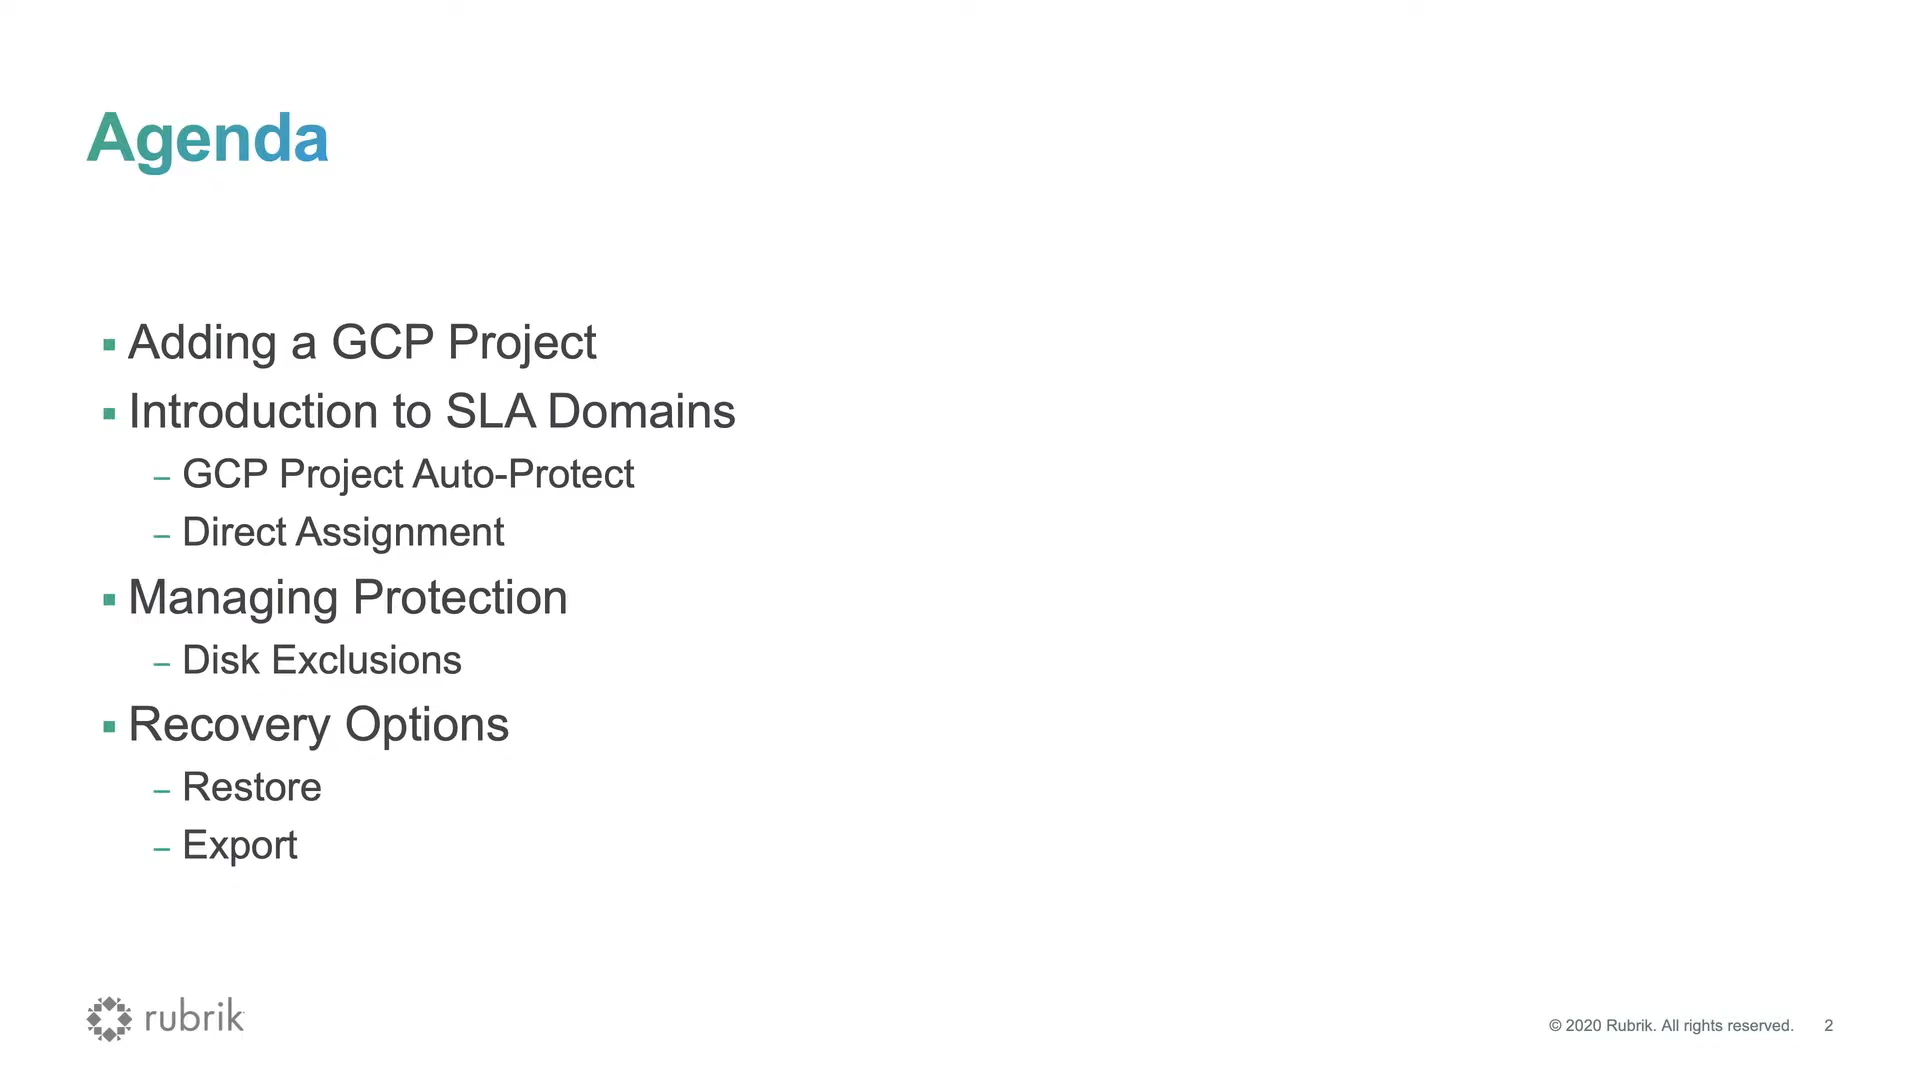 Agenda
▪ Adding a GCP Project
▪ Introduction to SLA Domains
– GCP Project Auto-Protect
– Direct Assignment
▪ Managing Protection
– Disk Exclusions
▪ Recovery Options
– Restore
– Export
rubrik
© 2020 Rubrik. All rights reserved. 2